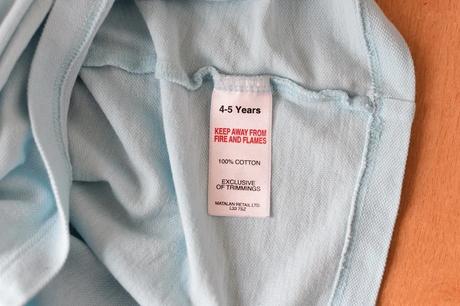 4-5 Years
KEEP AWAY FROM
FIRE AND FLAMES
100% COTTON
EXCLUSIVE
OF TRIMMINGS
MATALAN RETAIL LTD.
L33 7SZ